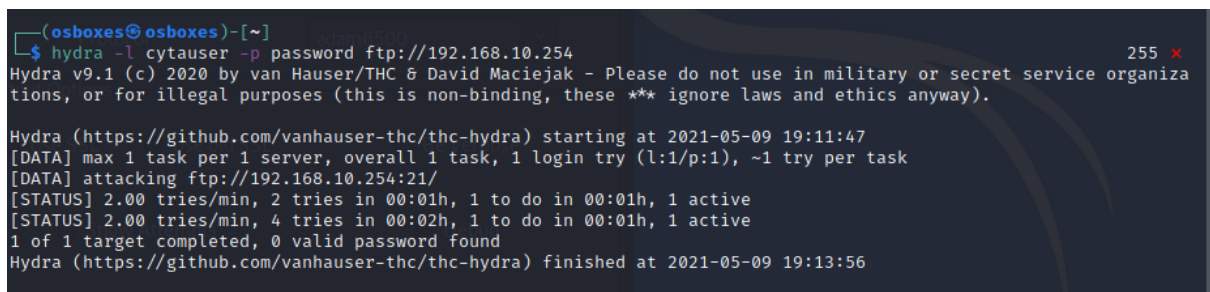 ┌──(osboxes㉿osboxes)-[~]
└─$ hydra -l cytauser -p password ftp://192.168.10.254 255 ⨯
Hydra v9.1 (c) 2020 by van Hauser/THC & David Maciejak - Please do not use in military or secret service organiza
tions, or for illegal purposes (this is non-binding, these *** ignore laws and ethics anyway).

Hydra (https://github.com/vanhauser-thc/thc-hydra) starting at 2021-05-09 19:11:47
[DATA] max 1 task per 1 server, overall 1 task, 1 login try (l:1/p:1), ~1 try per task
[DATA] attacking ftp://192.168.10.254:21/
[STATUS] 2.00 tries/min, 2 tries in 00:01h, 1 to do in 00:01h, 1 active
[STATUS] 2.00 tries/min, 4 tries in 00:02h, 1 to do in 00:01h, 1 active
1 of 1 target completed, 0 valid password found
Hydra (https://github.com/vanhauser-thc/thc-hydra) finished at 2021-05-09 19:13:56